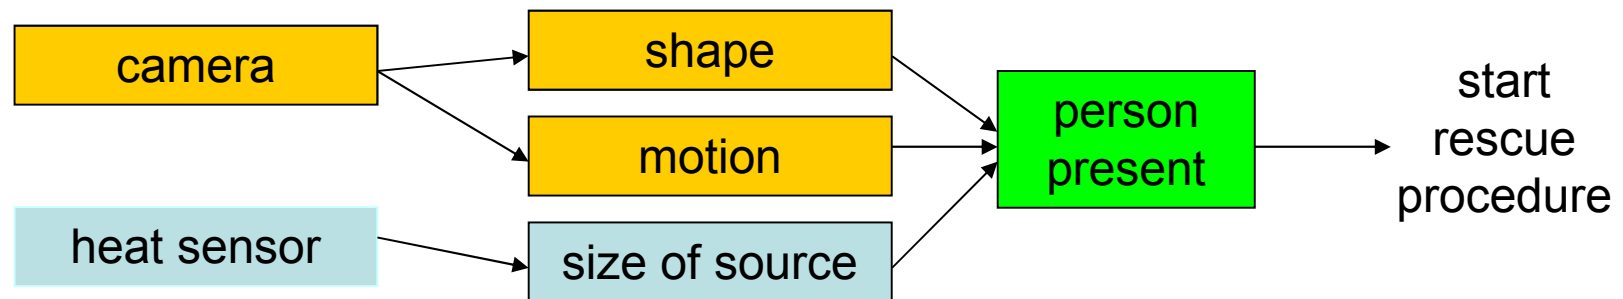 camera
shape
motion
heat sensor
size of source
person
present
start
rescue
procedure